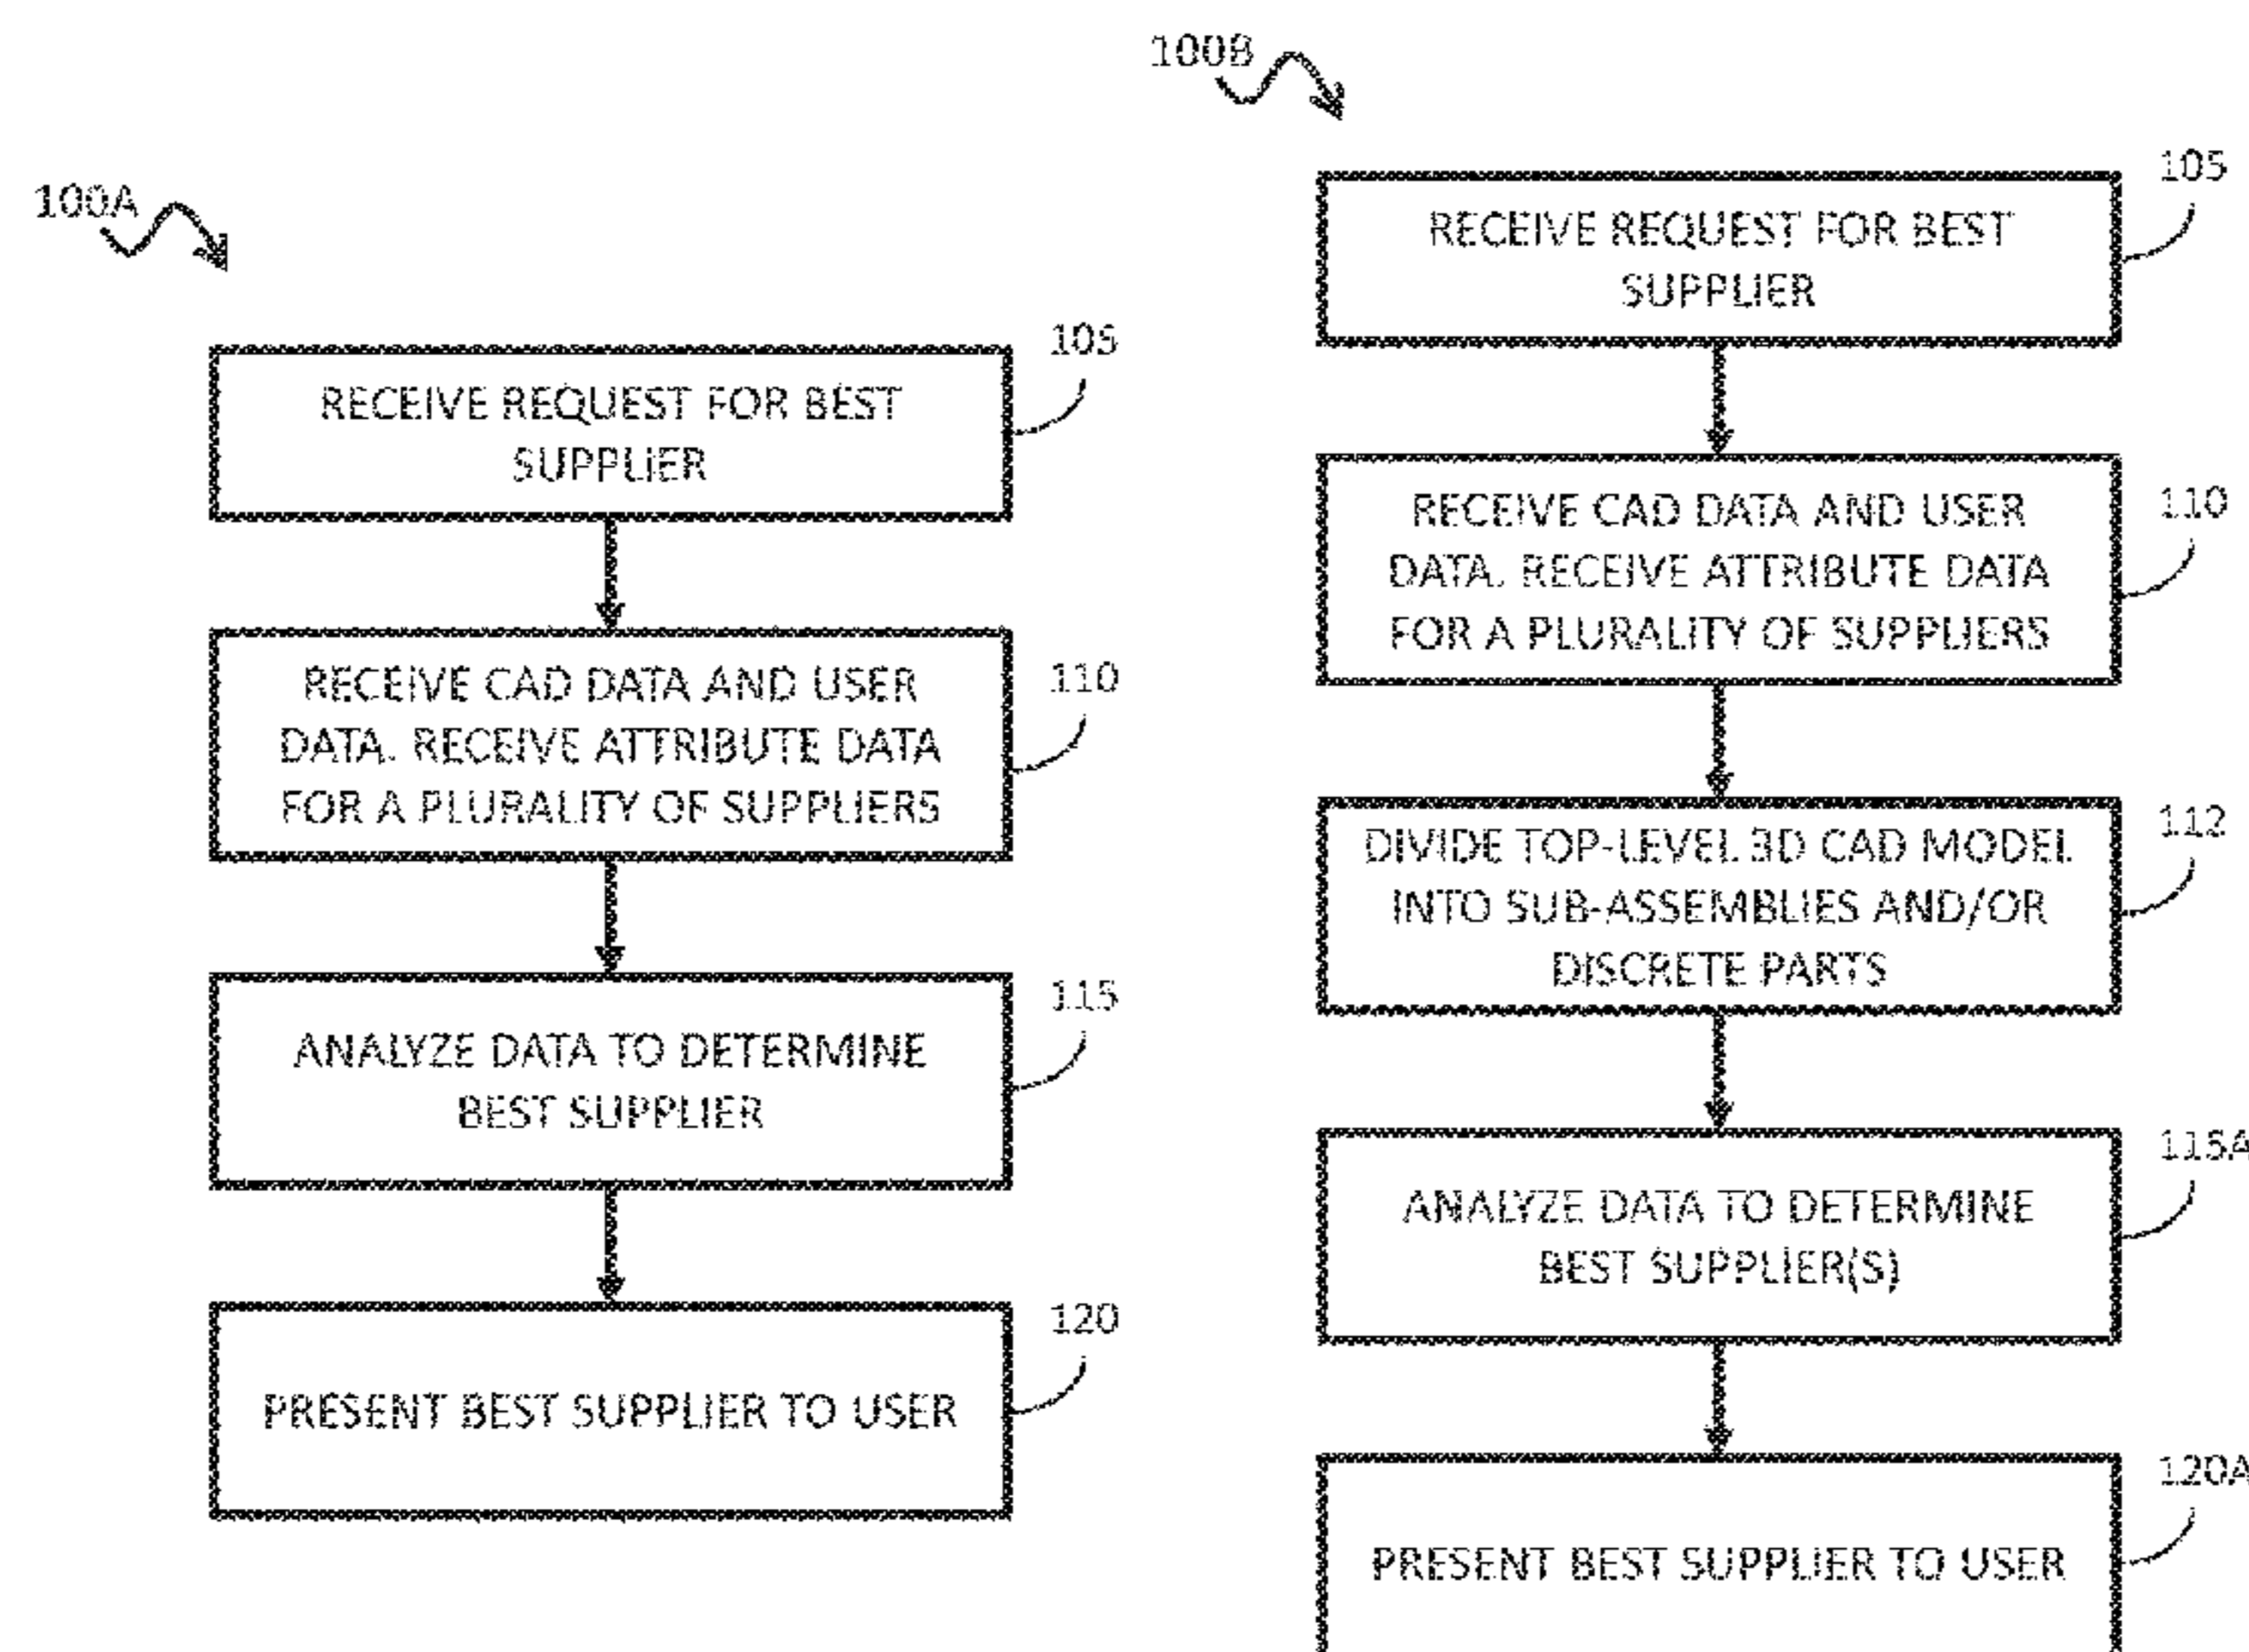 100A
RECEIVE REQUEST FOR BEST
SUPPLIER
105
RECEIVE CAD DATA AND USER
DATA. RECEIVE ATTRIBUTE DATA
FOR A PLURALITY OF SUPPLIERS
110
ANALYZE DATA TO DETERMINE
BEST SUPPLIER
115
PRESENT BEST SUPPLIER TO USER
120
100B
RECEIVE REQUEST FOR BEST
SUPPLIER
105
RECEIVE CAD DATA AND USER
DATA. RECEIVE ATTRIBUTE DATA
FOR A PLURALITY OF SUPPLIERS
110
DIVIDE TOP-LEVEL 3D CAD MODEL
INTO SUB-ASSEMBLIES AND/OR
DISCRETE PARTS
112
ANALYZE DATA TO DETERMINE
BEST SUPPLIER(S)
115A
PRESENT BEST SUPPLIER TO USER
120A